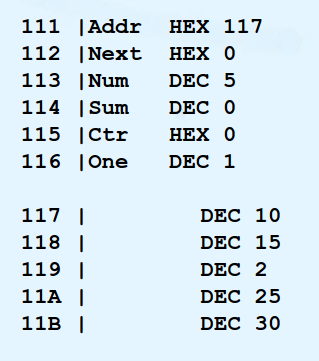 111 |Addr HEX 117
112 |Next HEX 0
113 |Num DEC 5
114 |Sum DEC 0
115 |Ctr HEX 0
116 |One DEC 1
117 | DEC 10
118 | DEC 15
119 | DEC 2
11A | DEC 25
11B | DEC 30